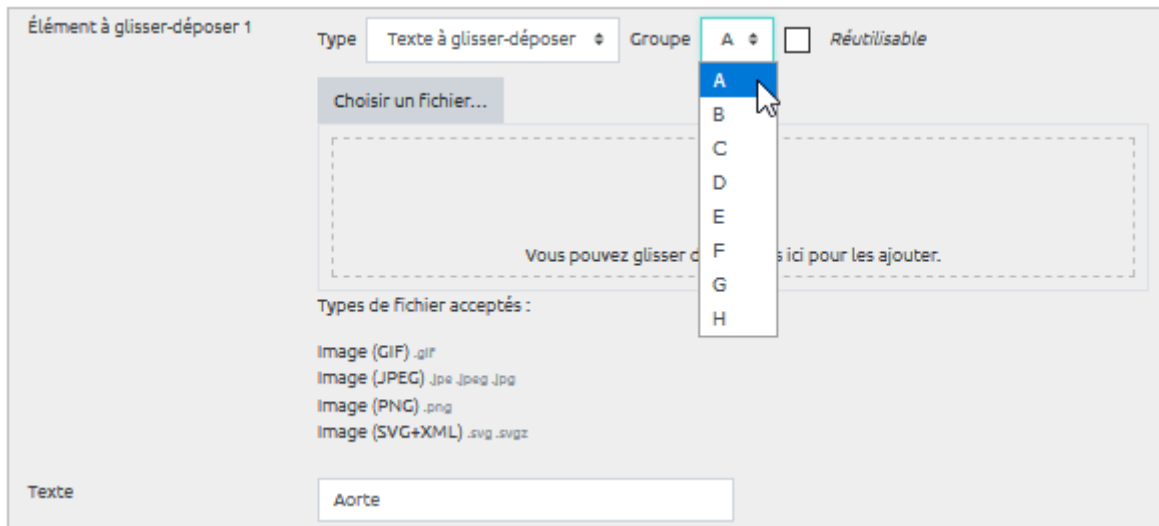 Élément à glisser-déposer 1
Type Texte à glisser-déposer Groupe A Réutilisable
A
Choisir un fichier...
B
C
D
E
Vous pouvez glisser d s ici pour les ajouter.
F
G
Types de fichier acceptés :
H
Image (GIF) .gif
Image (JPEG) .jpe .jpeg .jpg
Image (PNG) .png
Image (SVG+XML) .svg .svgz
Texte
Aorte